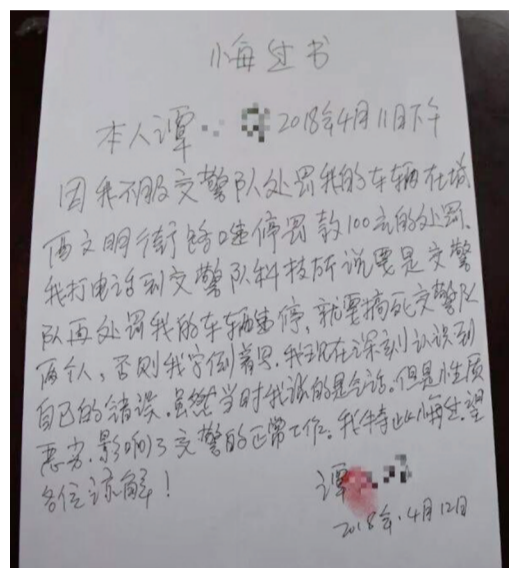 悔过书
本人谭 2018年4月11日下午
因我不服交警队处罚我的车辆在城
西文明街路违停罚款100元的处罚.
我打电话到交警队科技所说要是交警
队再处罚我的车辆违停,就要搞死交警队
两个人,否则我字倒着写.我现在深刻认识到
自己的错误.虽然当时我说的是气话.但是性质
恶劣.影响了交警的正常工作.我特此悔过.望
各位谅解!
谭
2018年.4月12日